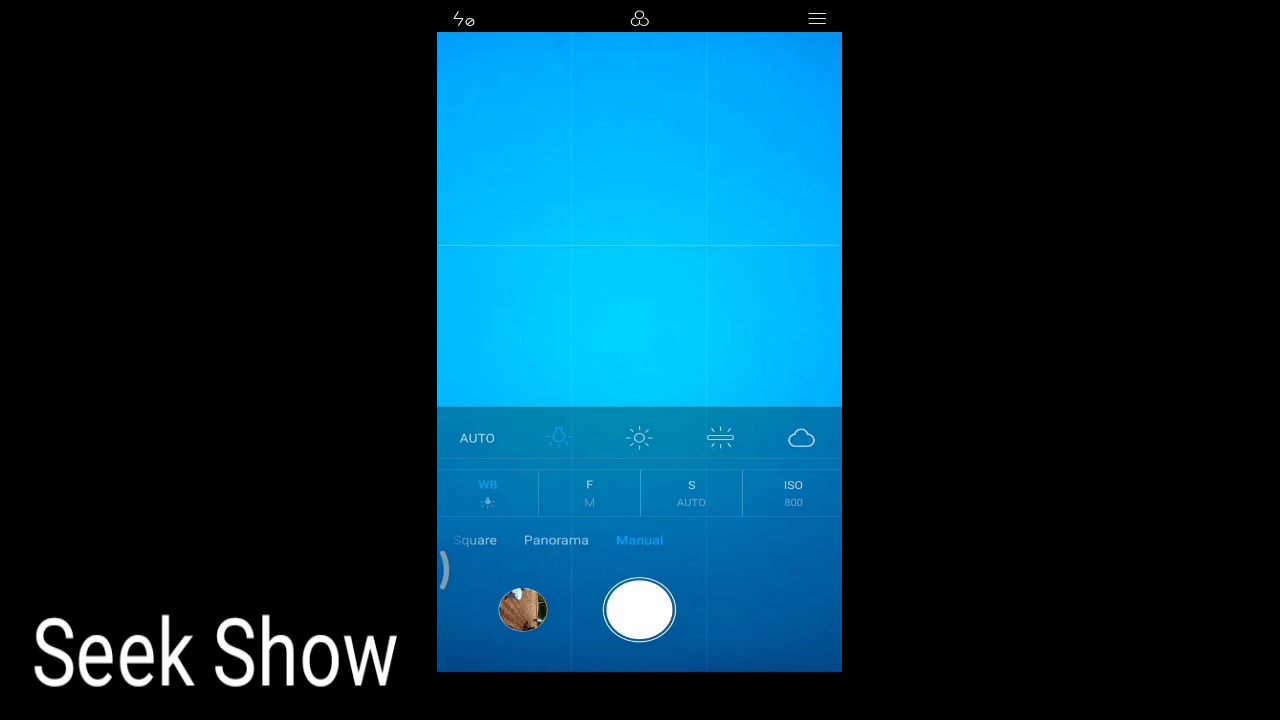 AUTO
WB F S ISO
M AUTO 800
Square Panorama Manual
Seek Show